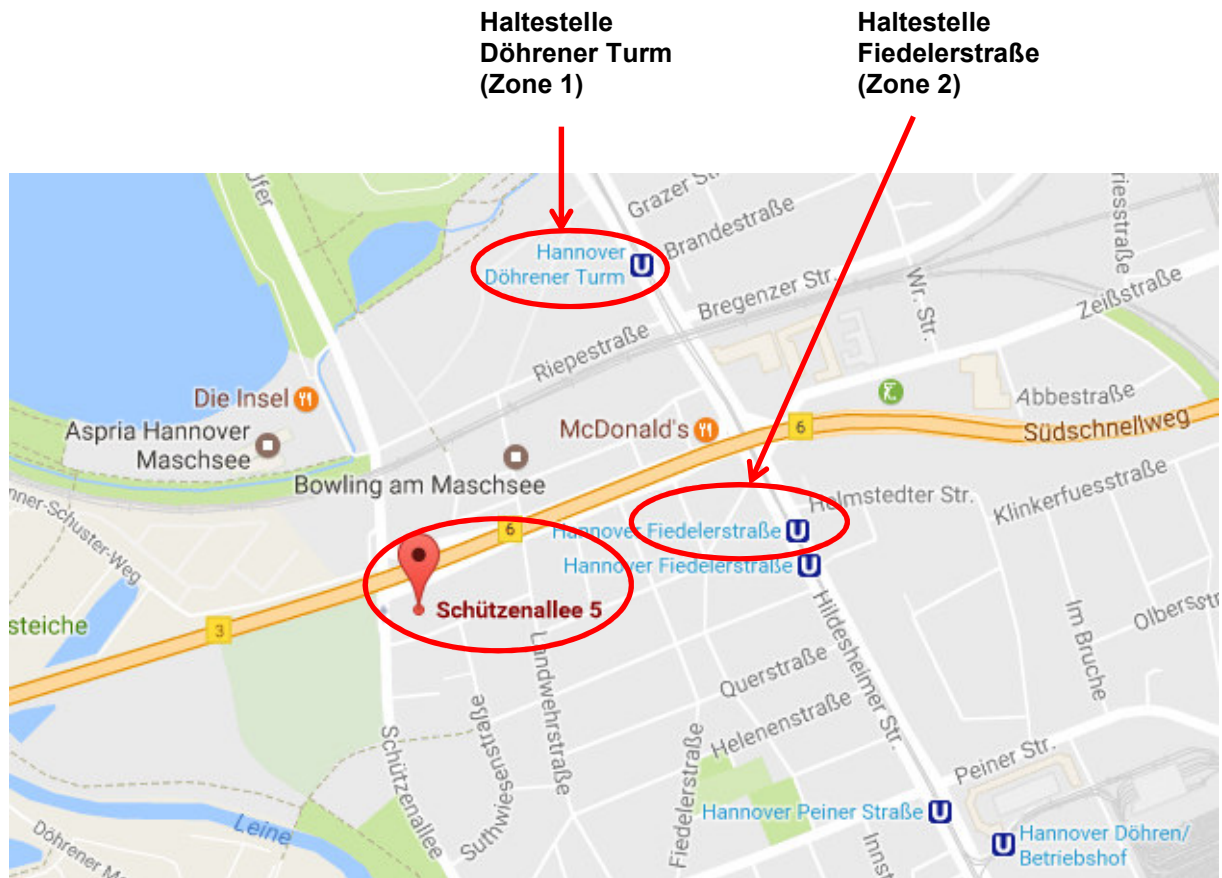 Haltestelle
Döhrener Turm
(Zone 1)
Haltestelle
Fiedelerstraße
(Zone 2)
Ufer
Grazer
Brandestraße
Hannover
Döhrener Turm
U
Bregenzer Str.
Wr. Str.
Zeißstraße
Riepestraße
Die Insel
Aspria Hannover
Maschsee
McDonald's
6
Abbestraße
Südschnellweg
Bowling am Maschsee
Helmstedter Str.
Klinkerfuesstraße
6
Hannover Fiedelerstraße
U
Hannover Fiedelerstraße
U
Schützenallee 5
3
Hildesheimer Str.
Im Bruche
Landwehrstraße
Querstraße
Helenenstraße
Suthwiesenstraße
Schützenallee
Fiedelerstraße
Peiner Str.
Leine
Hannover Peiner Straße
U
Hannover Döhren/
Betriebshof
U
Döhrener